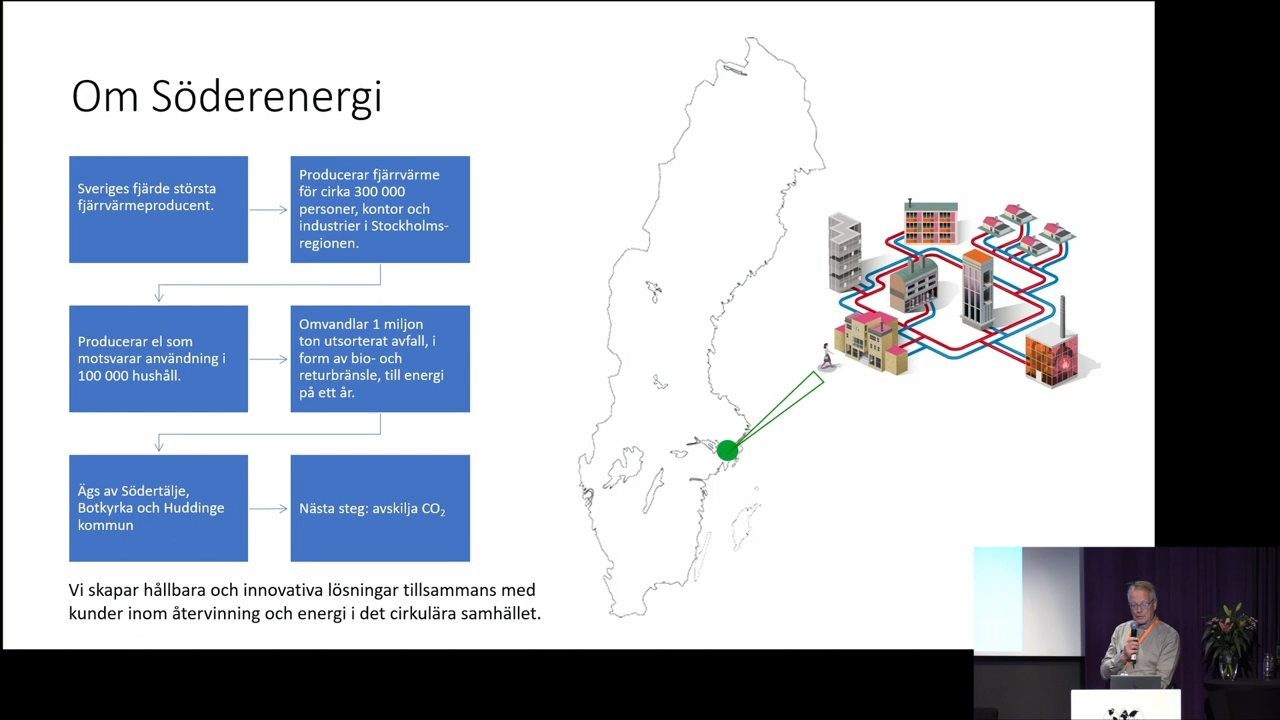 Om Söderenergi
Sveriges fjärde största
fjärrvärmeproducent.
Producerar fjärrvärme
för cirka 300 000
personer, kontor och
industrier i Stockholms-
regionen.
Producerar el som
motsvarar användning i
100 000 hushåll.
Omvandlar 1 miljon
ton utsorterat avfall, i
form av bio- och
returbränsle, till energi
på ett år.
Ägs av Södertälje,
Botkyrka och Huddinge
kommun
Nästa steg: avskilja CO₂
Vi skapar hållbara och innovativa lösningar tillsammans med
kunder inom återvinning och energi i det cirkulära samhället.